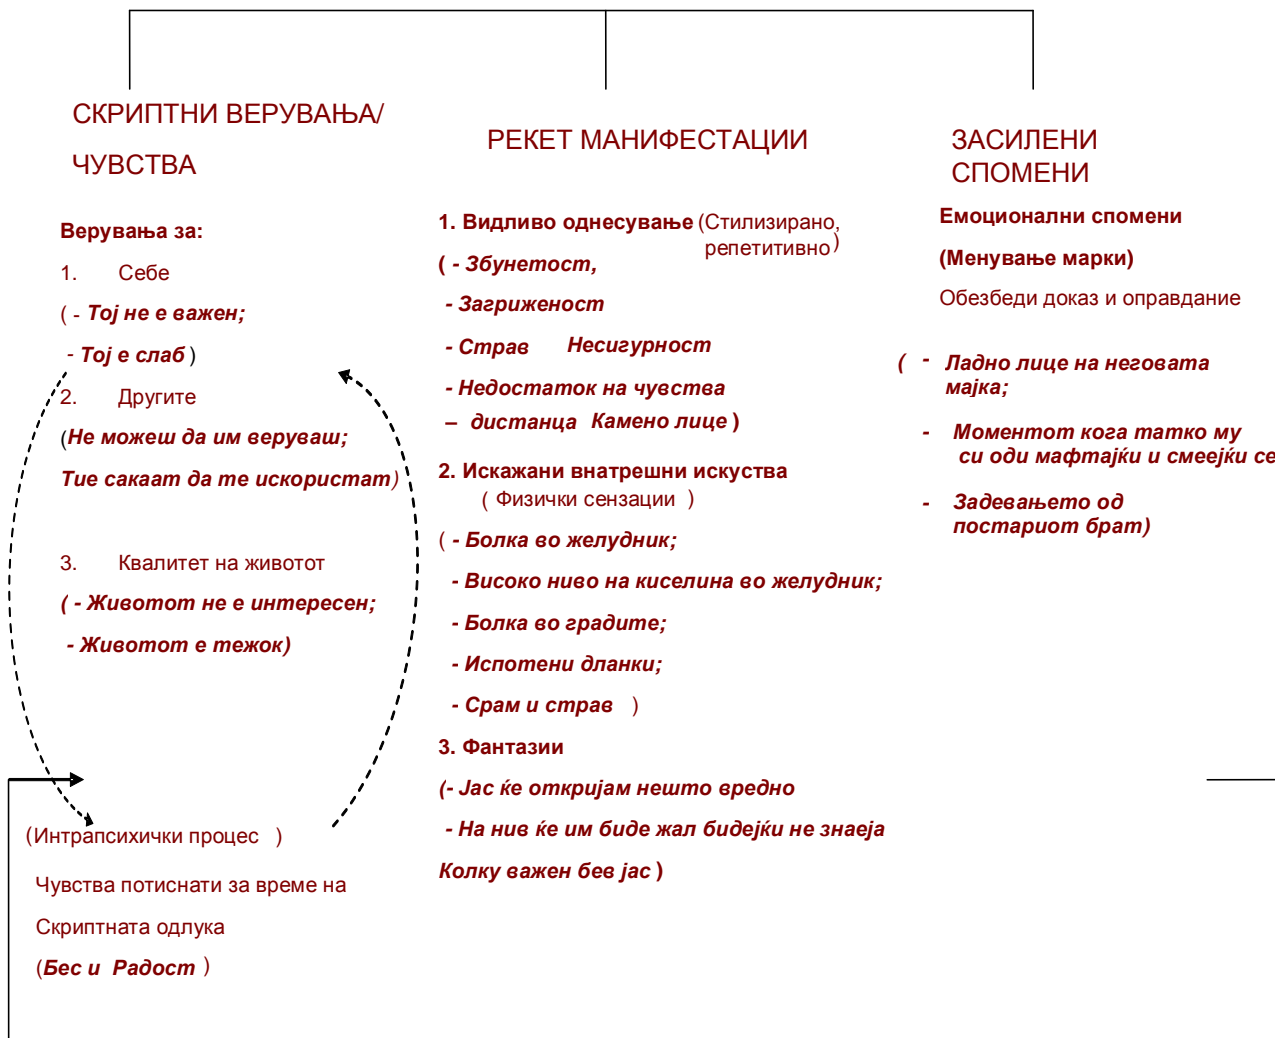 СКРИПТНИ ВЕРУВАЊА/
ЧУВСТВА
Верувања за:
1. Себе
( - Тој не е важен;
- Тој е слаб )
2. Другите
(Не можеш да им веруваш;
Тие сакаат да те искористат)
3. Квалитет на животот
( - Животот не е интересен;
- Животот е тежок)
(Интрапсихички процес )
Чувства потиснати за време на
Скриптната одлука
(Бес и Радост )
РЕКЕТ МАНИФЕСТАЦИИ
1. Видливо однесување (Стилизирано,
репетитивно)
( - Збунетост,
- Загриженост
- Страв Несигурност
- Недостаток на чувства
– дистанца Камено лице )
2. Искажани внатрешни искуства
( Физички сензации )
( - Болка во желудник;
- Високо ниво на киселина во желудник;
- Болка во градите;
- Испотени дланки;
- Срам и страв )
3. Фантазии
(- Јас ќе откријам нешто вредно
- На нив ќе им биде жал бидејќи не знаеја
Колку важен бев јас )
ЗАСИЛЕНИ
СПОМЕНИ
Емоционални спомени
(Менување марки)
Обезбеди доказ и оправдание
( - Ладно лице на неговата
мајка;
- Моментот кога татко му
си оди мафтајќи и смеејќи се
- Задевањето од
постариот брат)